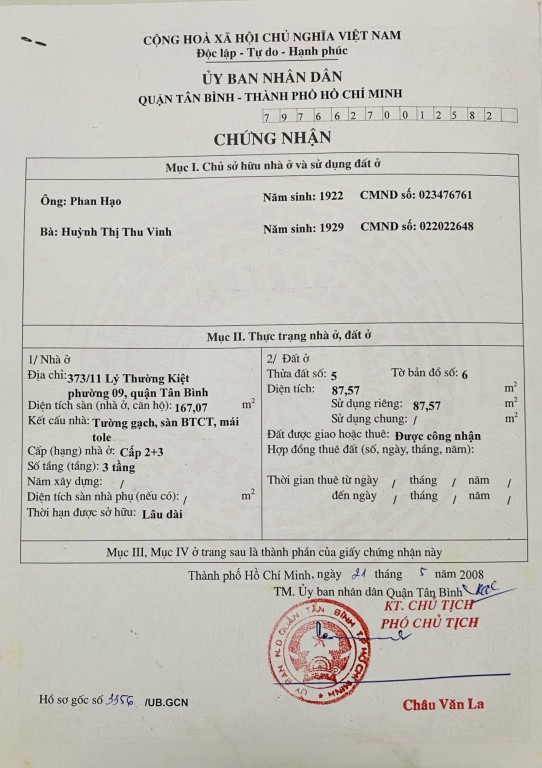 CỘNG HOÀ XÃ HỘI CHỦ NGHĨA VIỆT NAM
Độc lập - Tự do - Hạnh phúc
ỦY BAN NHÂN DÂN
QUẬN TÂN BÌNH - THÀNH PHỐ HỒ CHÍ MINH
7 9 7 6 6 2 7 0 0 1 2 5 8 2
CHỨNG NHẬN
Mục I. Chủ sở hữu nhà ở và sử dụng đất ở
Ông: Phan Hạo Năm sinh: 1922 CMND số: 023476761
Bà: Huỳnh Thị Thu Vinh Năm sinh: 1929 CMND số: 022022648
Mục II. Thực trạng nhà ở, đất ở
1/ Nhà ở
Địa chỉ: 373/11 Lý Thường Kiệt
phường 09, quận Tân Bình
Diện tích sàn (nhà ở, căn hộ): 167,07 m²
Kết cấu nhà: Tường gạch, sàn BTCT, mái
tole
Cấp (hạng) nhà ở: Cấp 2+3
Số tầng (tầng): 3 tầng
Năm xây dựng: /
Diện tích sàn nhà phụ (nếu có): / m²
Thời hạn được sở hữu: Lâu dài
2/ Đất ở
Thửa đất số: 5 Tờ bản đồ số: 6
Diện tích: 87,57 m²
Sử dụng riêng: 87,57 m²
Sử dụng chung: / m²
Đất được giao hoặc thuê: Được công nhận
Hợp đồng thuê đất (số, ngày, tháng, năm):
Thời gian thuê từ ngày / tháng / năm /
đến ngày / tháng / năm /
Mục III, Mục IV ở trang sau là thành phần của giấy chứng nhận này
Thành phố Hồ Chí Minh, ngày 21 tháng 5 năm 2008
TM. Ủy ban nhân dân Quận Tân Bình
KT. CHỦ TỊCH
PHÓ CHỦ TỊCH
ỦY BAN N.D QUẬN TÂN BÌNH T.P HỒ CHÍ MINH
Châu Văn La
Hồ sơ gốc số 3356 /UB.GCN